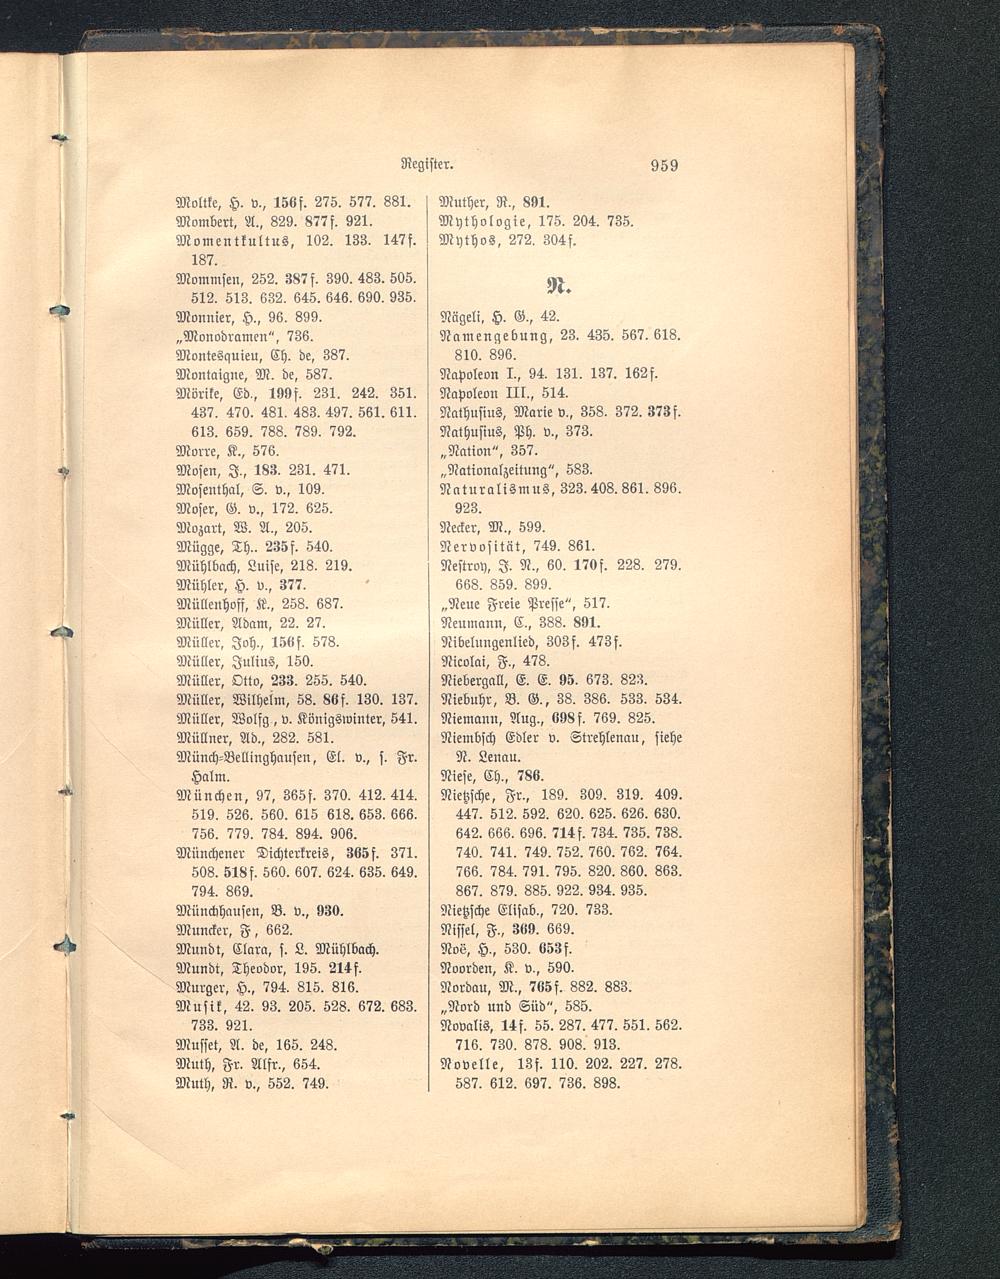 Register.
959
Moltke, H. v., 156f. 275. 577. 881.
Mombert, A., 829. 877f. 921.
Momentkultus, 102. 133. 147f.
187.
Mommsen, 252. 387f. 390. 483. 505.
512. 513. 632. 645. 646. 690. 935.
Monnier, H., 96. 899.
„Monodramen“, 736.
Montesquieu, Ch. de, 387.
Montaigne, M. de, 587.
Mörike, Ed., 199f. 231. 242. 351.
437. 470. 481. 483. 497. 561. 611.
613. 659. 788. 789. 792.
Morre, K., 576.
Mosen, J., 183. 231. 471.
Mosenthal, S. v., 109.
Moser, G. v., 172. 625.
Mozart, W. A., 205.
Mügge, Th.. 235f. 540.
Mühlbach, Luise, 218. 219.
Mühler, H. v., 377.
Müllenhoff, K., 258. 687.
Müller, Adam, 22. 27.
Müller, Joh., 156f. 578.
Müller, Julius, 150.
Müller, Otto, 233. 255. 540.
Müller, Wilhelm, 58. 86f. 130. 137.
Müller, Wolfg , v. Königswinter, 541.
Müllner, Ad., 282. 581.
Münch-Bellinghausen, El. v., s. Fr.
Halm.
München, 97, 365f. 370. 412. 414.
519. 526. 560. 615 618. 653. 666.
756. 779. 784. 894. 906.
Münchener Dichterkreis, 365f. 371.
508. 518f. 560. 607. 624. 635. 649.
794. 869.
Münchhausen, B. v., 930.
Muncker, F , 662.
Mundt, Clara, s. L. Mühlbach.
Mundt, Theodor, 195. 214f.
Murger, H., 794. 815. 816.
Musik, 42. 93. 205. 528. 672. 683.
733. 921.
Musset, A. de, 165. 248.
Muth, Fr. Alfr., 654.
Muth, R. v., 552. 749.
Muther, R., 891.
Mythologie, 175. 204. 735.
Mythos, 272. 304f.
N.
Nägeli, H. G., 42.
Namengebung, 23. 435. 567. 618.
810. 896.
Napoleon I., 94. 131. 137. 162f.
Napoleon III., 514.
Nathusius, Marie v., 358. 372. 373f.
Nathusius, Ph. v., 373.
„Nation“, 357.
„Nationalzeitung“, 583.
Naturalismus, 323. 408. 861. 896.
923.
Necker, M., 599.
Nervosität, 749. 861.
Nestroy, J. N., 60. 170f. 228. 279.
668. 859. 899.
„Neue Freie Presse“, 517.
Neumann, C., 388. 891.
Nibelungenlied, 303f. 473f.
Nicolai, F., 478.
Niebergall, E. E. 95. 673. 823.
Niebuhr, B. G., 38. 386. 533. 534.
Niemann, Aug., 698f. 769. 825.
Niembsch Edler v. Strehlenau, siehe
N. Lenau.
Niese, Ch., 786.
Nietzsche, Fr., 189. 309. 319. 409.
447. 512. 592. 620. 625. 626. 630.
642. 666. 696. 714f. 734. 735. 738.
740. 741. 749. 752. 760. 762. 764.
766. 784. 791. 795. 820. 860. 863.
867. 879. 885. 922. 934. 935.
Nietzsche Elisab., 720. 733.
Nissel, F., 369. 669.
Noë, H., 530. 653f.
Noorden, K. v., 590.
Nordau, M., 765f. 882. 883.
„Nord und Süd“, 585.
Novalis, 14f. 55. 287. 477. 551. 562.
716. 730. 878. 908. 913.
Novelle, 13f. 110. 202. 227. 278.
587. 612. 697. 736. 898.